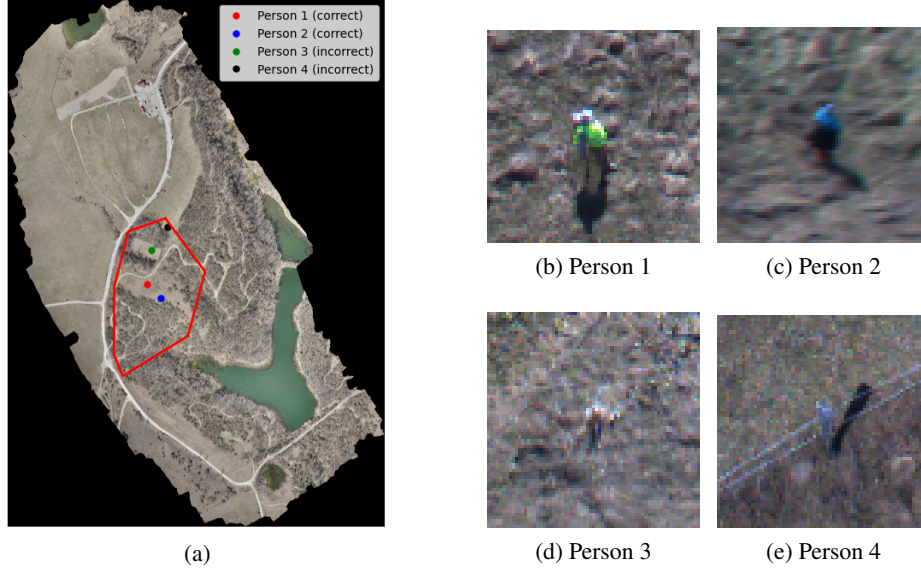 Person 1 (correct)
Person 2 (correct)
Person 3 (incorrect)
Person 4 (incorrect)
(a)
(b) Person 1
(c) Person 2
(d) Person 3
(e) Person 4